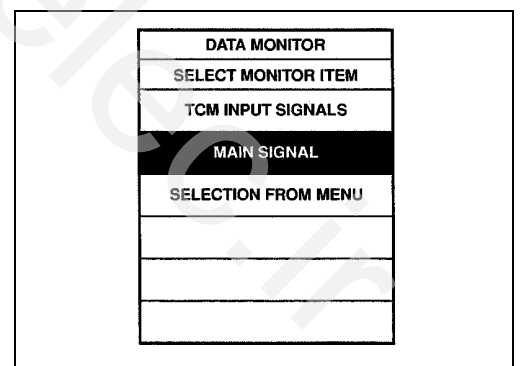 DATA MONITOR
SELECT MONITOR ITEM
TCM INPUT SIGNALS
MAIN SIGNAL
SELECTION FROM MENU